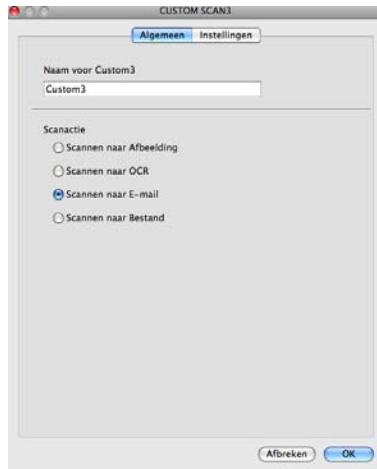 CUSTOM SCAN3
Algemeen Instellingen
Naam voor Custom3
Custom3
Scanactie
Scannen naar Afbeelding
Scannen naar OCR
Scannen naar E-mail
Scannen naar Bestand
Afbreken OK